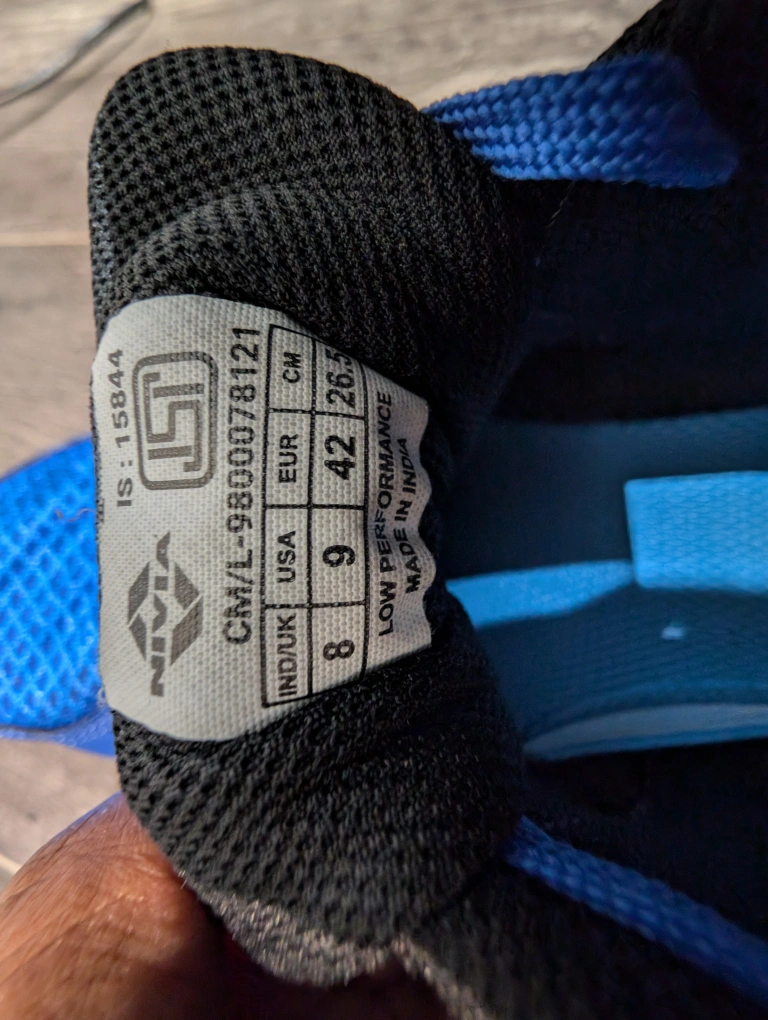 IS : 15844
NIVIA
CM/L-9800078121
IND/UK USA EUR CM
8 9 42 26.5
LOW PERFORMANCE
MADE IN INDIA